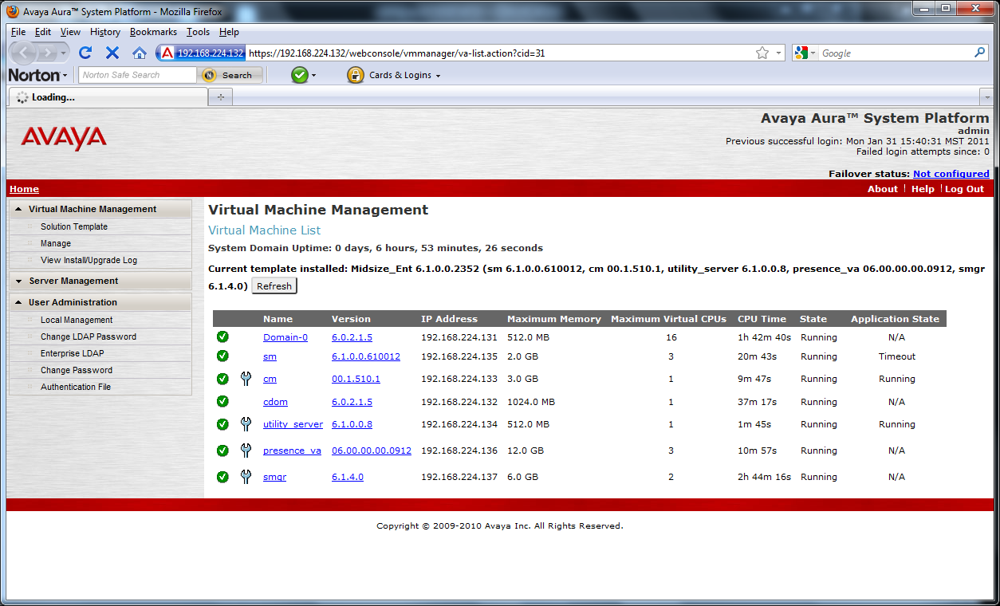 Avaya Aura™ System Platform - Mozilla Firefox
File Edit View History Bookmarks Tools Help
192.168.224.132 https://192.168.224.132/webconsole/vmmanager/va-list.action?cid=31 Google
Norton Norton Safe Search Search Cards & Logins
Loading...
AVAYA
Avaya Aura™ System Platform
admin
Previous successful login: Mon Jan 31 15:40:31 MST 2011
Failed login attempts since: 0
Failover status: Not configured
Home About Help Log Out
Virtual Machine Management
Solution Template
Manage
View Install/Upgrade Log
Server Management
User Administration
Local Management
Change LDAP Password
Enterprise LDAP
Change Password
Authentication File
Virtual Machine Management
Virtual Machine List
System Domain Uptime: 0 days, 6 hours, 53 minutes, 26 seconds
Current template installed: Midsize_Ent 6.1.0.0.2352 (sm 6.1.0.0.610012, cm 00.1.510.1, utility_server 6.1.0.0.8, presence_va 06.00.00.00.0912, smgr
6.1.4.0) Refresh
Name Version IP Address Maximum Memory Maximum Virtual CPUs CPU Time State Application State
Domain-0 6.0.2.1.5 192.168.224.131 512.0 MB 16 1h 42m 40s Running N/A
sm 6.1.0.0.610012 192.168.224.135 2.0 GB 3 20m 43s Running Timeout
cm 00.1.510.1 192.168.224.133 3.0 GB 1 9m 47s Running Running
cdom 6.0.2.1.5 192.168.224.132 1024.0 MB 1 37m 17s Running N/A
utility_server 6.1.0.0.8 192.168.224.134 512.0 MB 1 1m 45s Running Running
presence_va 06.00.00.00.0912 192.168.224.136 12.0 GB 3 10m 57s Running N/A
smgr 6.1.4.0 192.168.224.137 6.0 GB 2 2h 44m 16s Running N/A
Copyright © 2009-2010 Avaya Inc. All Rights Reserved.